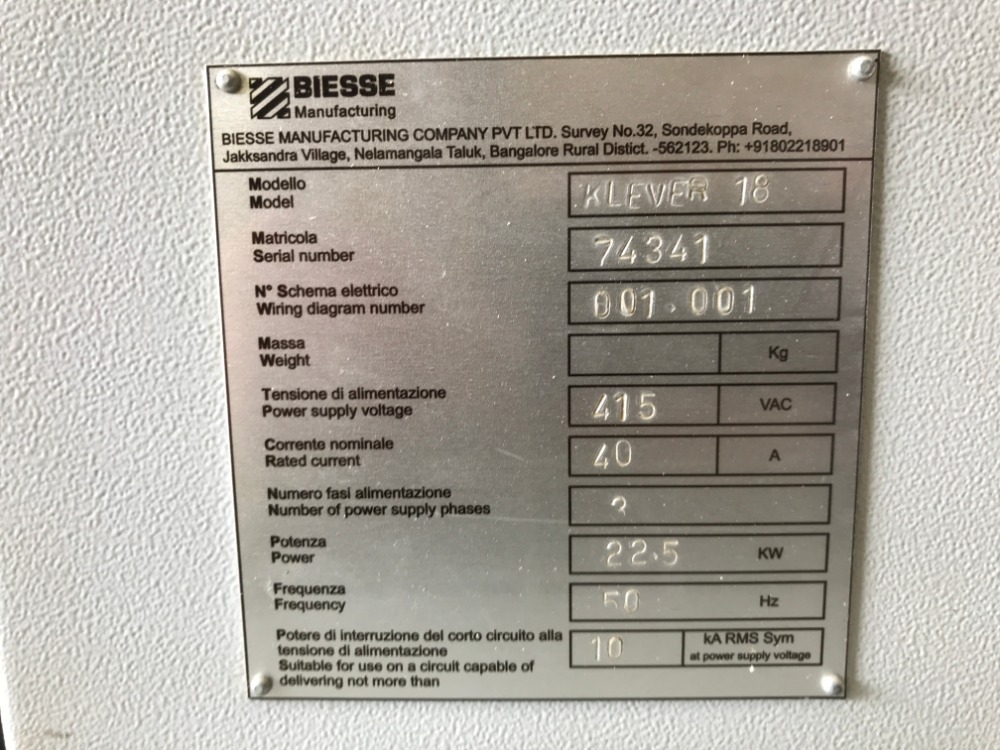 BIESSE
Manufacturing
BIESSE MANUFACTURING COMPANY PVT LTD. Survey No.32, Sondekoppa Road,
Jakksandra Village, Nelamangala Taluk, Bangalore Rural Distict. -562123. Ph: +91802218901
Modello
Model
KLEVER 18
Matricola
Serial number
74341
N° Schema elettrico
Wiring diagram number
001.001
Massa
Weight
Kg
Tensione di alimentazione
Power supply voltage
415 VAC
Corrente nominale
Rated current
40 A
Numero fasi alimentazione
Number of power supply phases
3
Potenza
Power
22.5 KW
Frequenza
Frequency
50 Hz
Potere di interruzione del corto circuito alla
tensione di alimentazione
Suitable for use on a circuit capable of
delivering not more than
10 kA RMS Sym
at power supply voltage